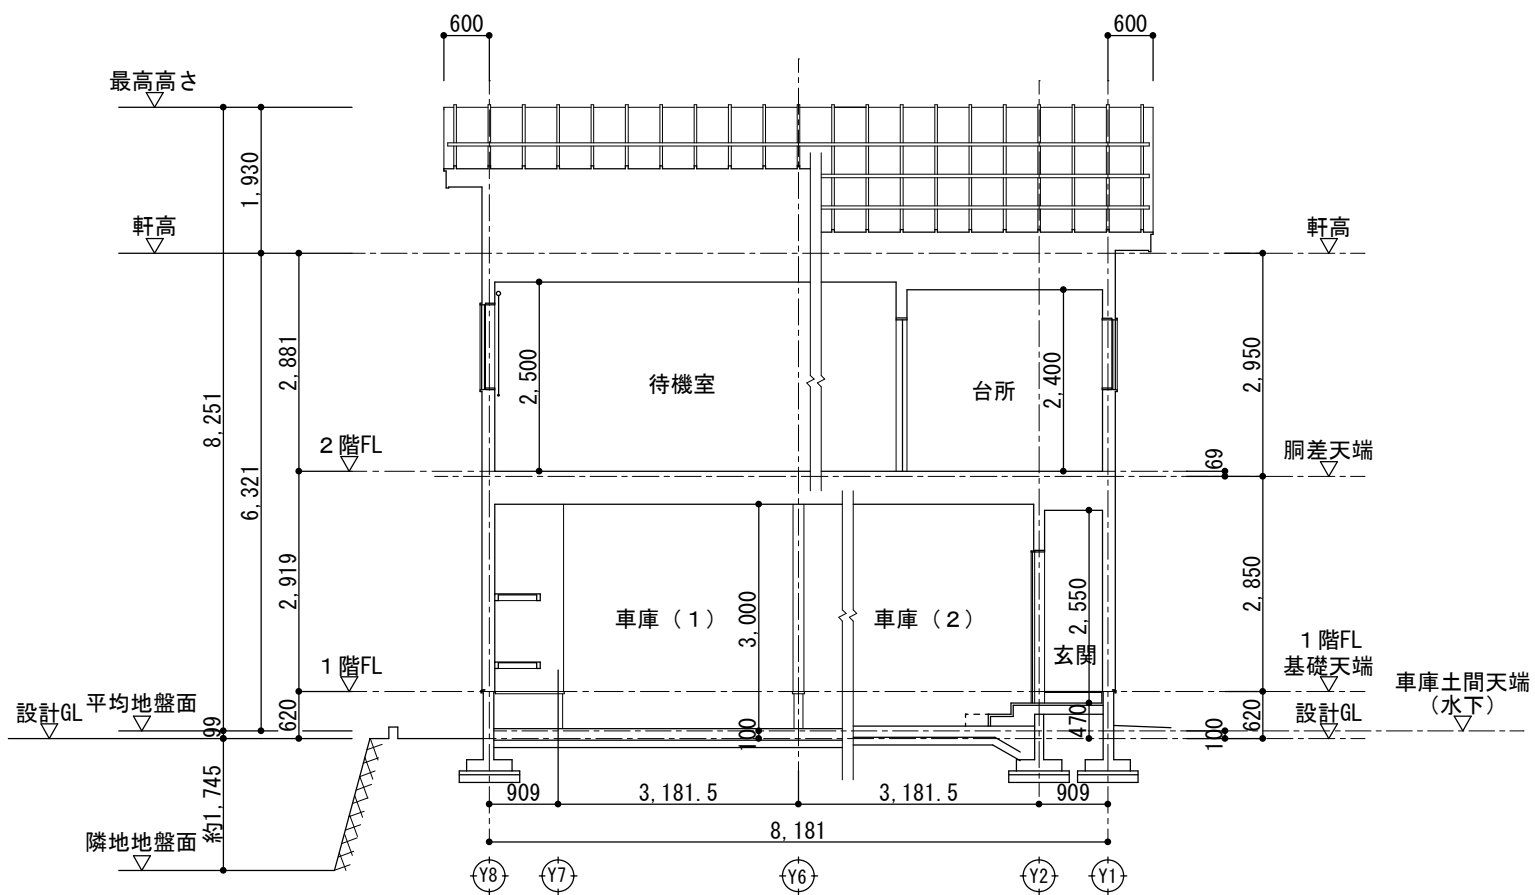 600
600
最高高さ
1,930
軒高
軒高
8,251
6,321
2,881
2,500
待機室
台所
2,400
2,950
２階FL
69
胴差天端
2,919
車庫（１）
3,000
車庫（２）
2,550
玄関
2,850
１階FL
１階FL
基礎天端
車庫土間天端
（水下）
設計GL
平均地盤面
99
620
100
470
100
620
設計GL
約1,745
909
3,181.5
3,181.5
909
8,181
隣地地盤面
Y8
Y7
Y6
Y2
Y1